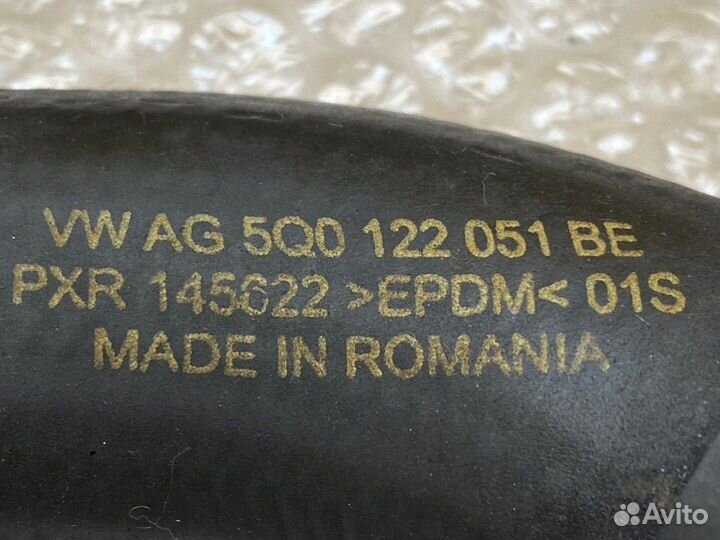 VW AG 5Q0 122 051 BE
PXR 145622 >EPDM< 01S
MADE IN ROMANIA
Avito